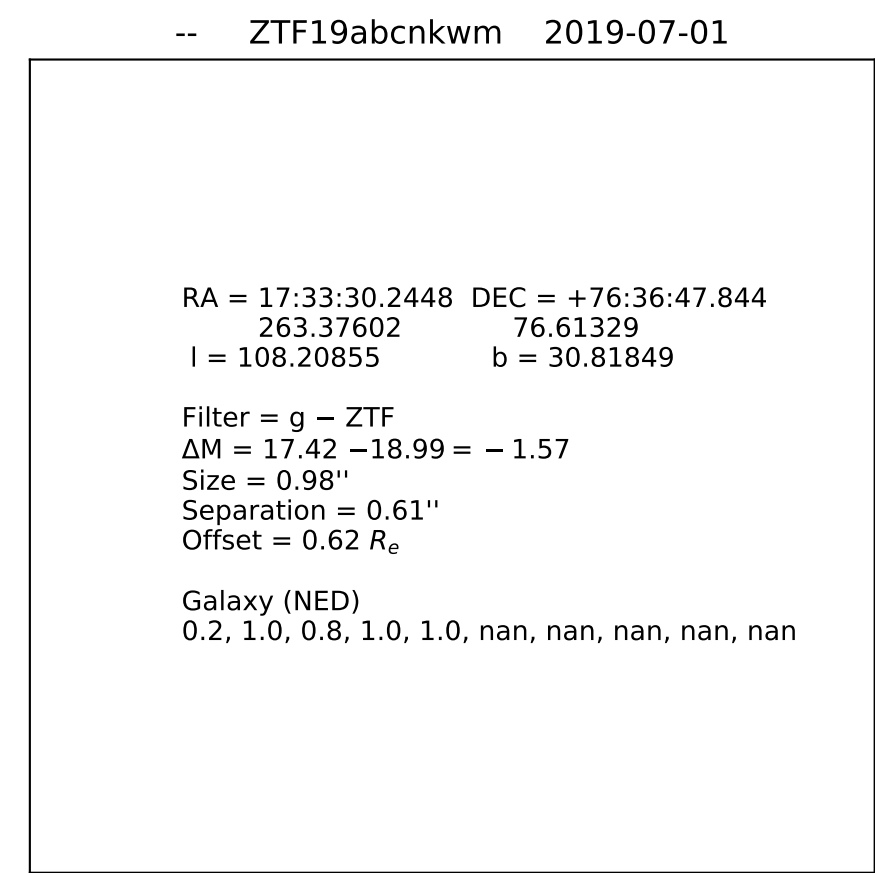 -- ZTF19abcnkwm 2019-07-01
RA = 17:33:30.2448 DEC = +76:36:47.844
263.37602 76.61329
l = 108.20855 b = 30.81849
Filter = g − ZTF
ΔM = 17.42 −18.99 = − 1.57
Size = 0.98''
Separation = 0.61''
Offset = 0.62 Re
Galaxy (NED)
0.2, 1.0, 0.8, 1.0, 1.0, nan, nan, nan, nan, nan